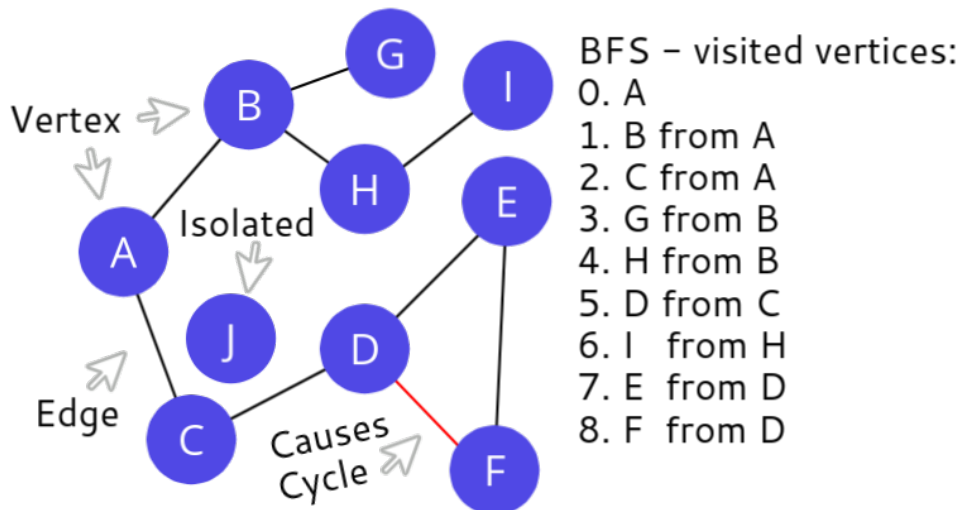 G
B
I
Vertex
H
E
Isolated
A
J
D
Edge
C
Causes
Cycle
F
BFS – visited vertices:
0. A
1. B from A
2. C from A
3. G from B
4. H from B
5. D from C
6. I from H
7. E from D
8. F from D